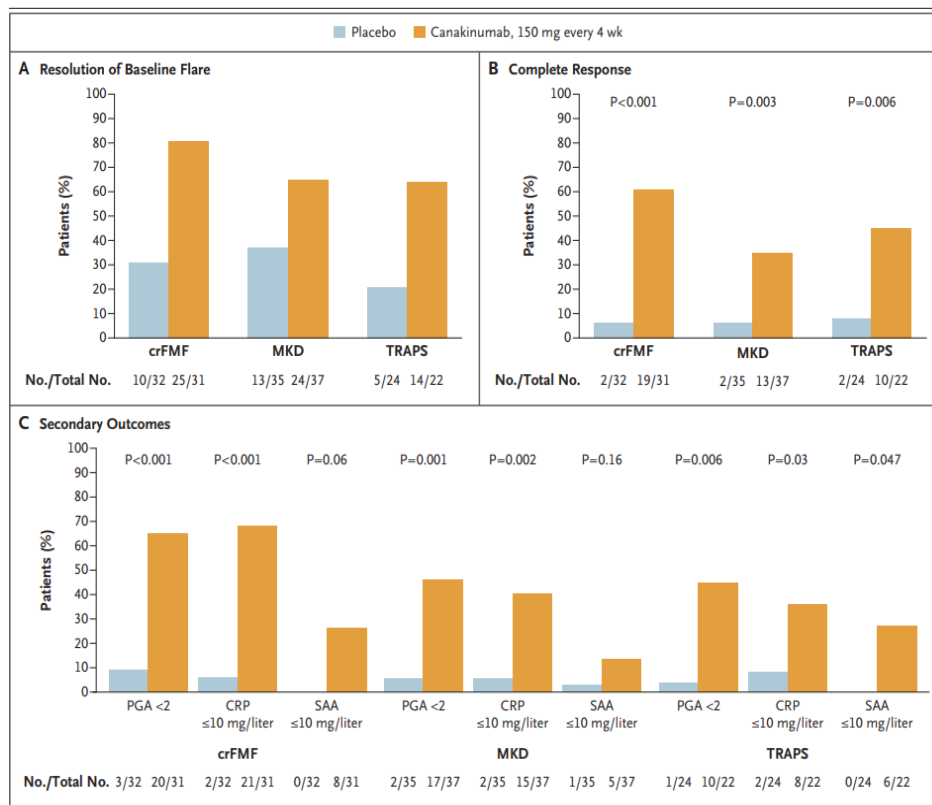 Placebo Canakinumab, 150 mg every 4 wk
A Resolution of Baseline Flare
100
90
80
70
60
50
40
30
20
10
0
Patients (%)
crFMF MKD TRAPS
No./Total No. 10/32 25/31 13/35 24/37 5/24 14/22
B Complete Response
100
90
80
70
60
50
40
30
20
10
0
Patients (%)
P<0.001 P=0.003 P=0.006
crFMF MKD TRAPS
No./Total No. 2/32 19/31 2/35 13/37 2/24 10/22
C Secondary Outcomes
100
90
80
70
60
50
40
30
20
10
0
Patients (%)
P<0.001 P<0.001 P=0.06 P=0.001 P=0.002 P=0.16 P=0.006 P=0.03 P=0.047
PGA <2 CRP SAA PGA <2 CRP SAA PGA <2 CRP SAA
≤10 mg/liter ≤10 mg/liter ≤10 mg/liter ≤10 mg/liter ≤10 mg/liter ≤10 mg/liter
crFMF MKD TRAPS
No./Total No. 3/32 20/31 2/32 21/31 0/32 8/31 2/35 17/37 2/35 15/37 1/35 5/37 1/24 10/22 2/24 8/22 0/24 6/22